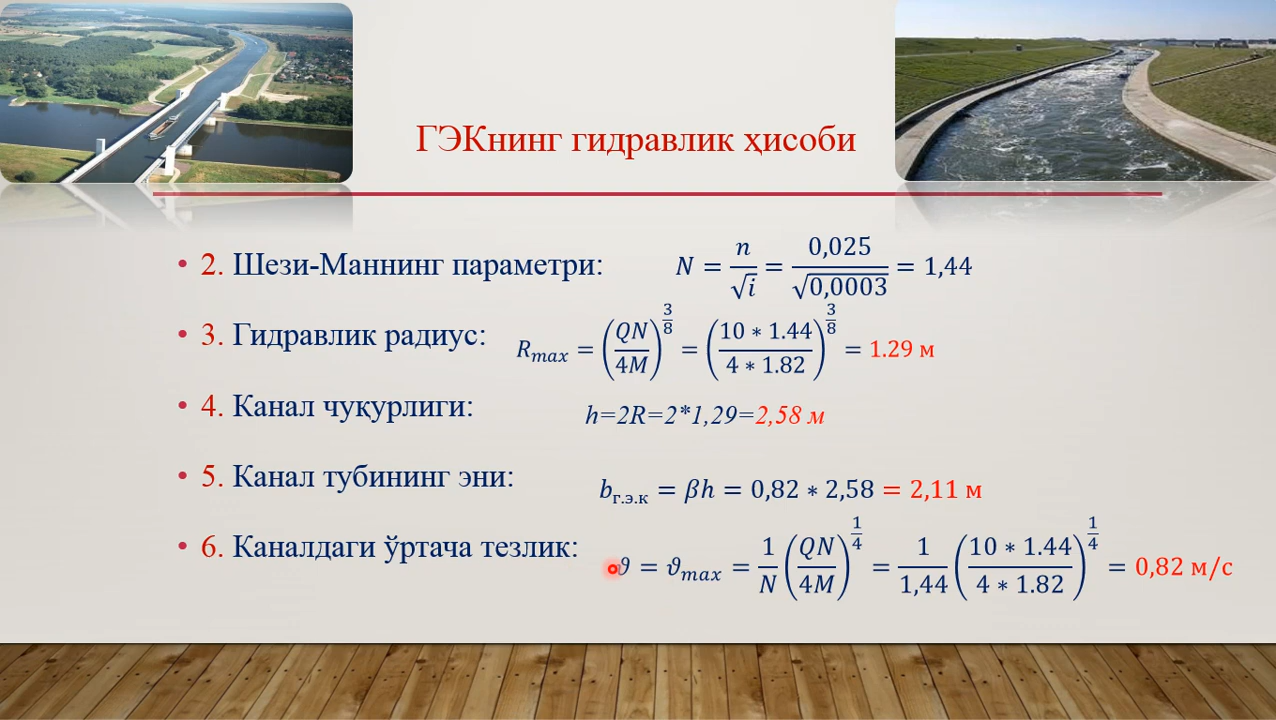 ГЭКнинг гидравлик ҳисоби
• 2. Шези-Маннинг параметри: N = n/√i = 0,025/√0,0003 = 1,44
• 3. Гидравлик радиус: R_max = (QN/4M)^(3/8) = (10 * 1.44/4 * 1.82)^(3/8) = 1.29 м
• 4. Канал чукурлиги: h=2R=2*1,29=2,58 м
• 5. Канал тубининг эни: b_г.э.к = βh = 0,82 * 2,58 = 2,11 м
• 6. Каналдаги ўртача тезлик: ϑ = ϑ_max = 1/N (QN/4M)^(1/4) = 1/1,44 (10 * 1.44/4 * 1.82)^(1/4) = 0,82 м/с